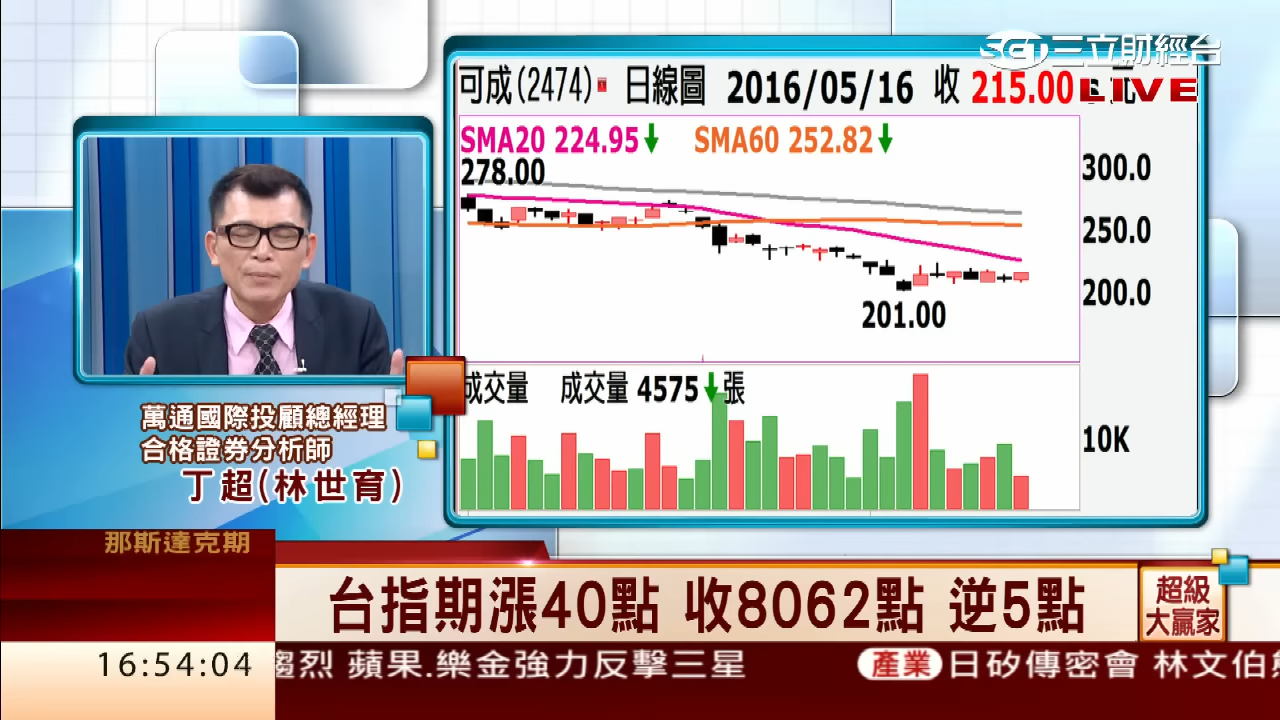 SET三立財經台
LIVE
可成(2474) 日線圖 2016/05/16 收 215.00 元
SMA20 224.95↓ SMA60 252.82↓
278.00
300.0
250.0
200.0
201.00
成交量 成交量 4575↓張
10K
萬通國際投顧總經理
合格證券分析師
丁超(林世育)
那斯達克期
台指期漲40點 收8062點 逆5點
超級
大贏家
16:54:04
烈 蘋果.樂金強力反擊三星 產業 日矽傳密會 林文伯